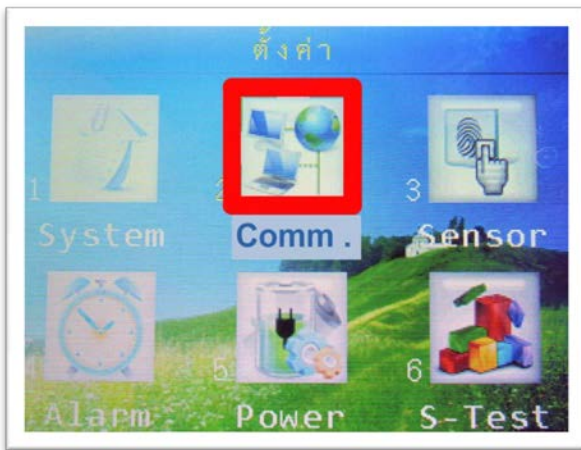 ตั้งค่า
1 2 3
System Comm . Sensor
5 6
Alarm Power S-Test